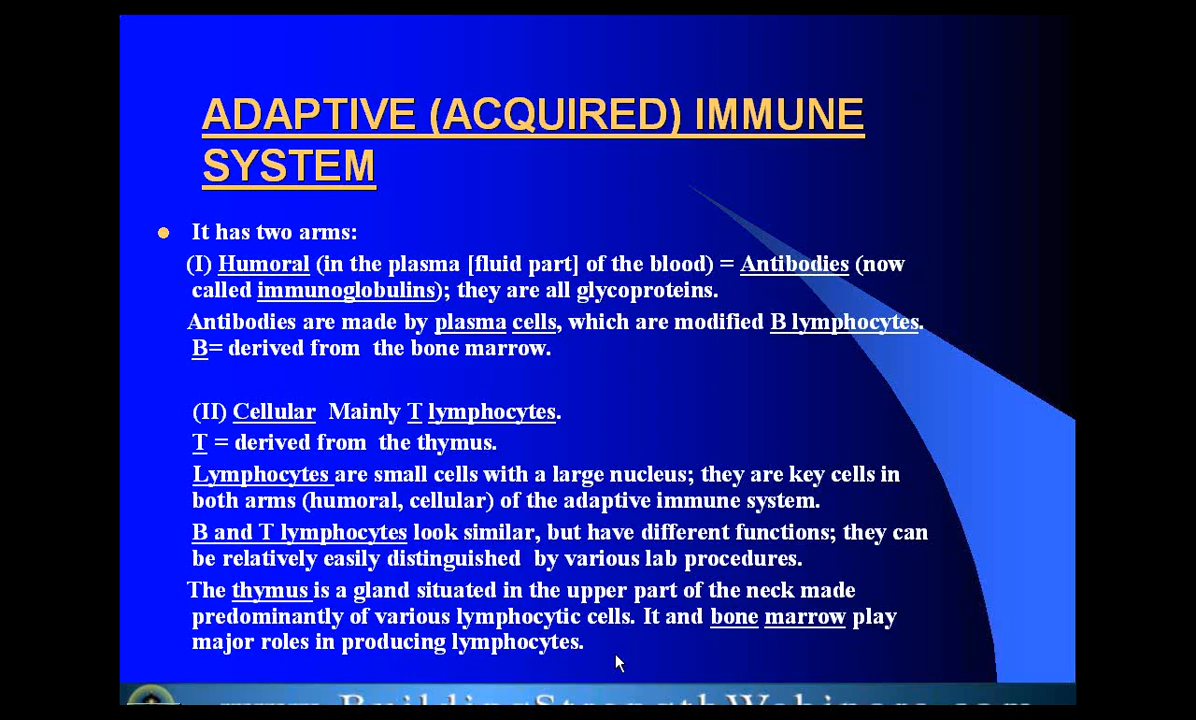 ADAPTIVE (ACQUIRED) IMMUNE
SYSTEM
It has two arms:
(I) Humoral (in the plasma [fluid part] of the blood) = Antibodies (now
called immunoglobulins); they are all glycoproteins.
Antibodies are made by plasma cells, which are modified B lymphocytes.
B= derived from the bone marrow.
(II) Cellular Mainly T lymphocytes.
T = derived from the thymus.
Lymphocytes are small cells with a large nucleus; they are key cells in
both arms (humoral, cellular) of the adaptive immune system.
B and T lymphocytes look similar, but have different functions; they can
be relatively easily distinguished by various lab procedures.
The thymus is a gland situated in the upper part of the neck made
predominantly of various lymphocytic cells. It and bone marrow play
major roles in producing lymphocytes.
www.BuildingStrengthWebinars.com